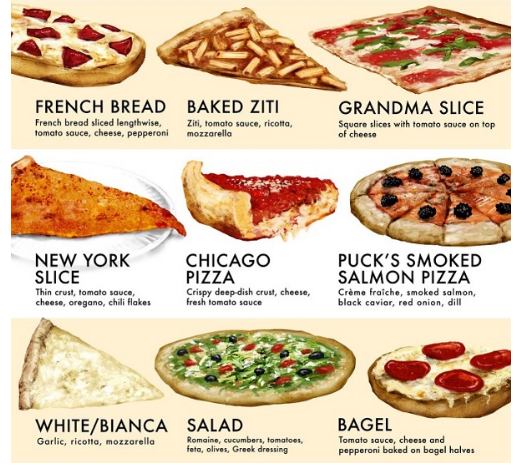 FRENCH BREAD
French bread sliced lengthwise,
tomato sauce, cheese, pepperoni
BAKED ZITI
Ziti, tomato sauce, ricotta,
mozzarella
GRANDMA SLICE
Square slices with tomato sauce on top
of cheese
NEW YORK
SLICE
Thin crust, tomato sauce,
cheese, oregano, chili flakes
CHICAGO
PIZZA
Crispy deep-dish crust, cheese,
fresh tomato sauce
PUCK'S SMOKED
SALMON PIZZA
Crème fraîche, smoked salmon,
black caviar, red onion, dill
WHITE/BIANCA
Garlic, ricotta, mozzarella
SALAD
Romaine, cucumbers, tomatoes,
feta, olives, Greek dressing
BAGEL
Tomato sauce, cheese and
pepperoni baked on bagel halves